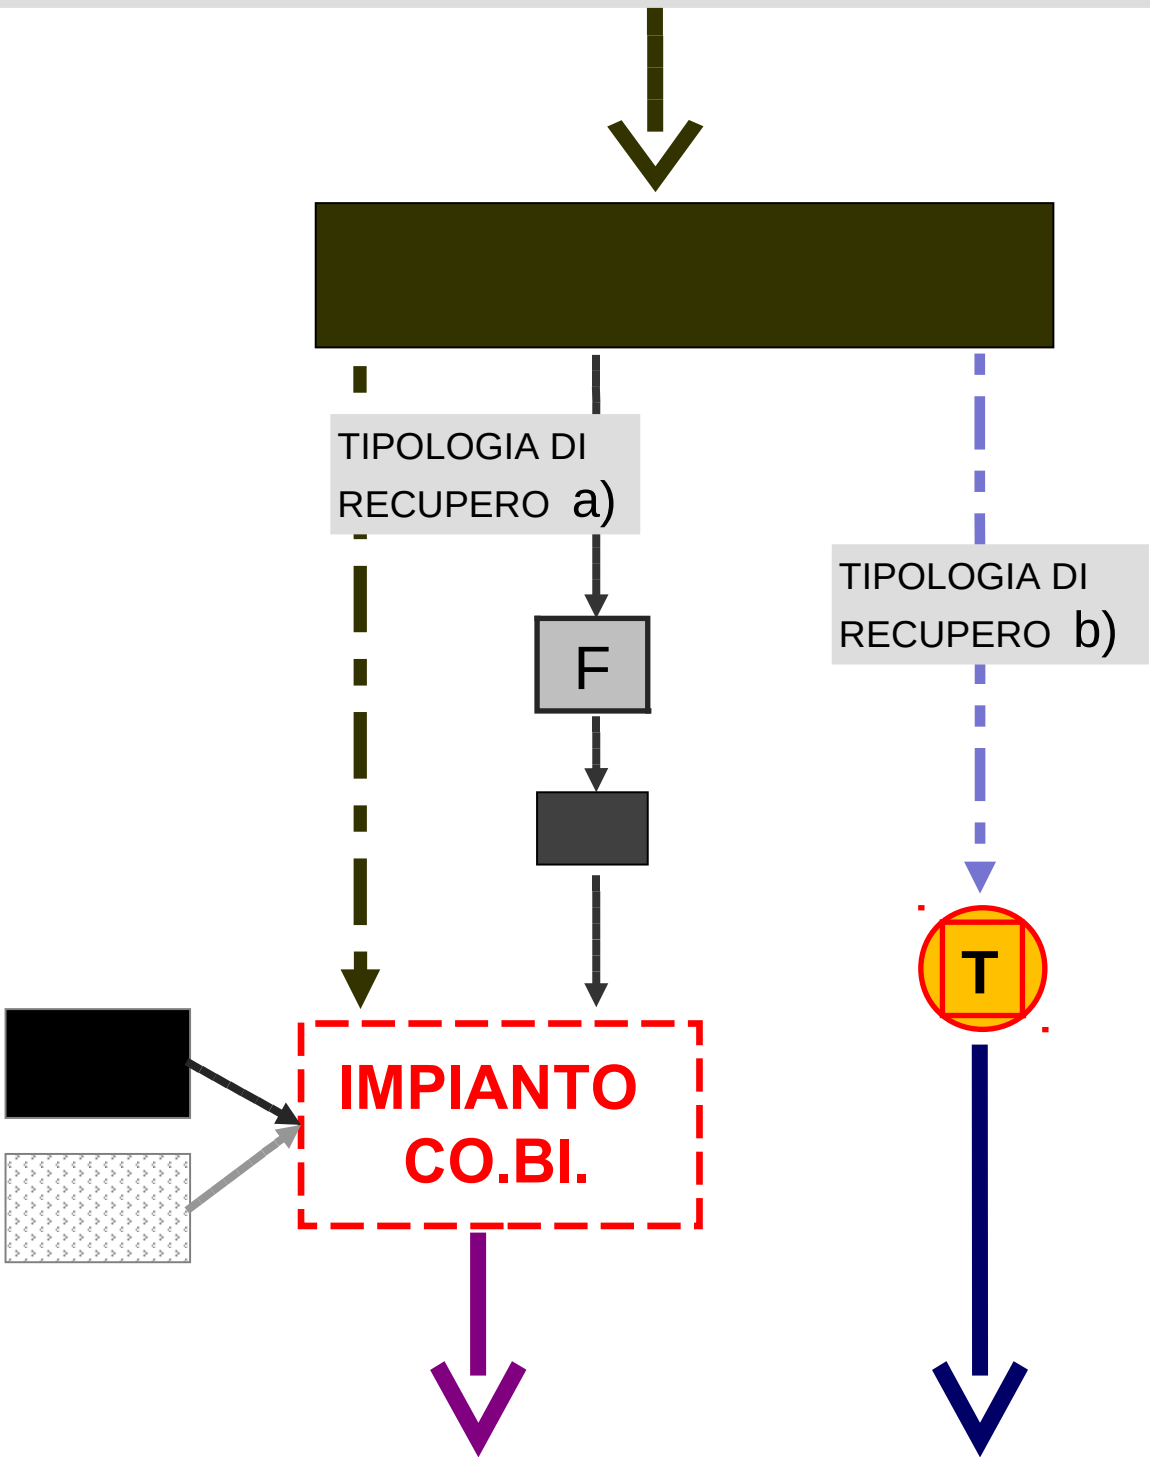 TIPOLOGIA DI
RECUPERO a)
TIPOLOGIA DI
RECUPERO b)
F
T
IMPIANTO
CO.BI.